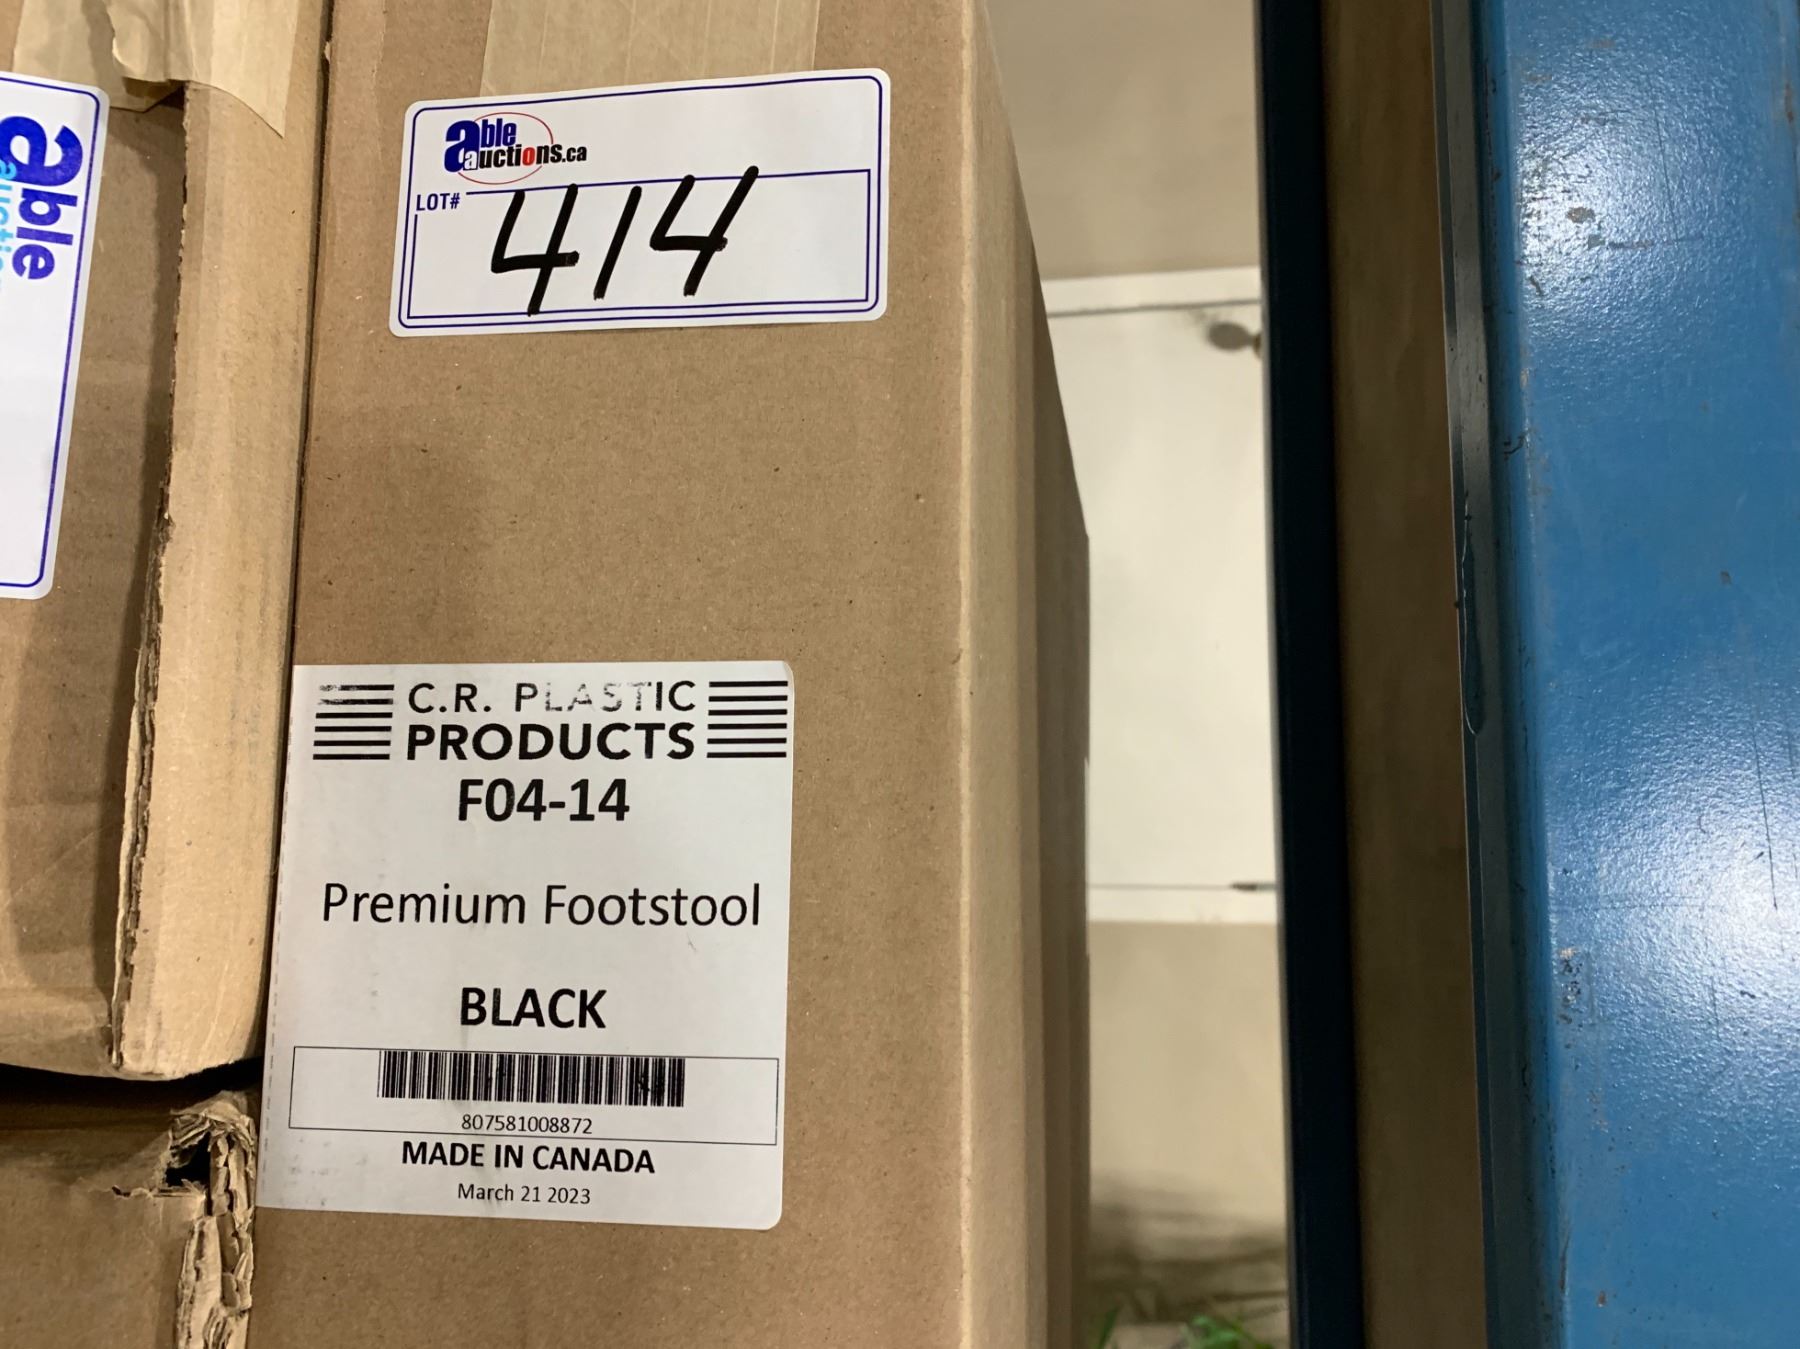 able
auctions.ca
LOT#
414
able
C.R. PLASTIC
PRODUCTS
F04-14
Premium Footstool
BLACK
807581008872
MADE IN CANADA
March 21 2023